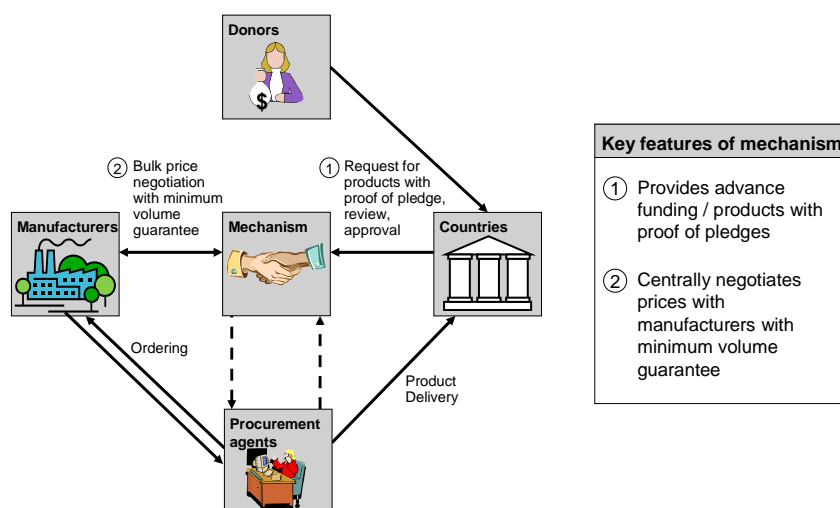 Donors
$
② Bulk price
negotiation
with minimum
volume
guarantee
① Request for
products with
proof of pledge,
review,
approval
Manufacturers
Mechanism
Countries
Ordering
Product
Delivery
Procurement
agents
Key features of mechanism
① Provides advance
funding / products with
proof of pledges
② Centrally negotiates
prices with
manufacturers with
minimum volume
guarantee